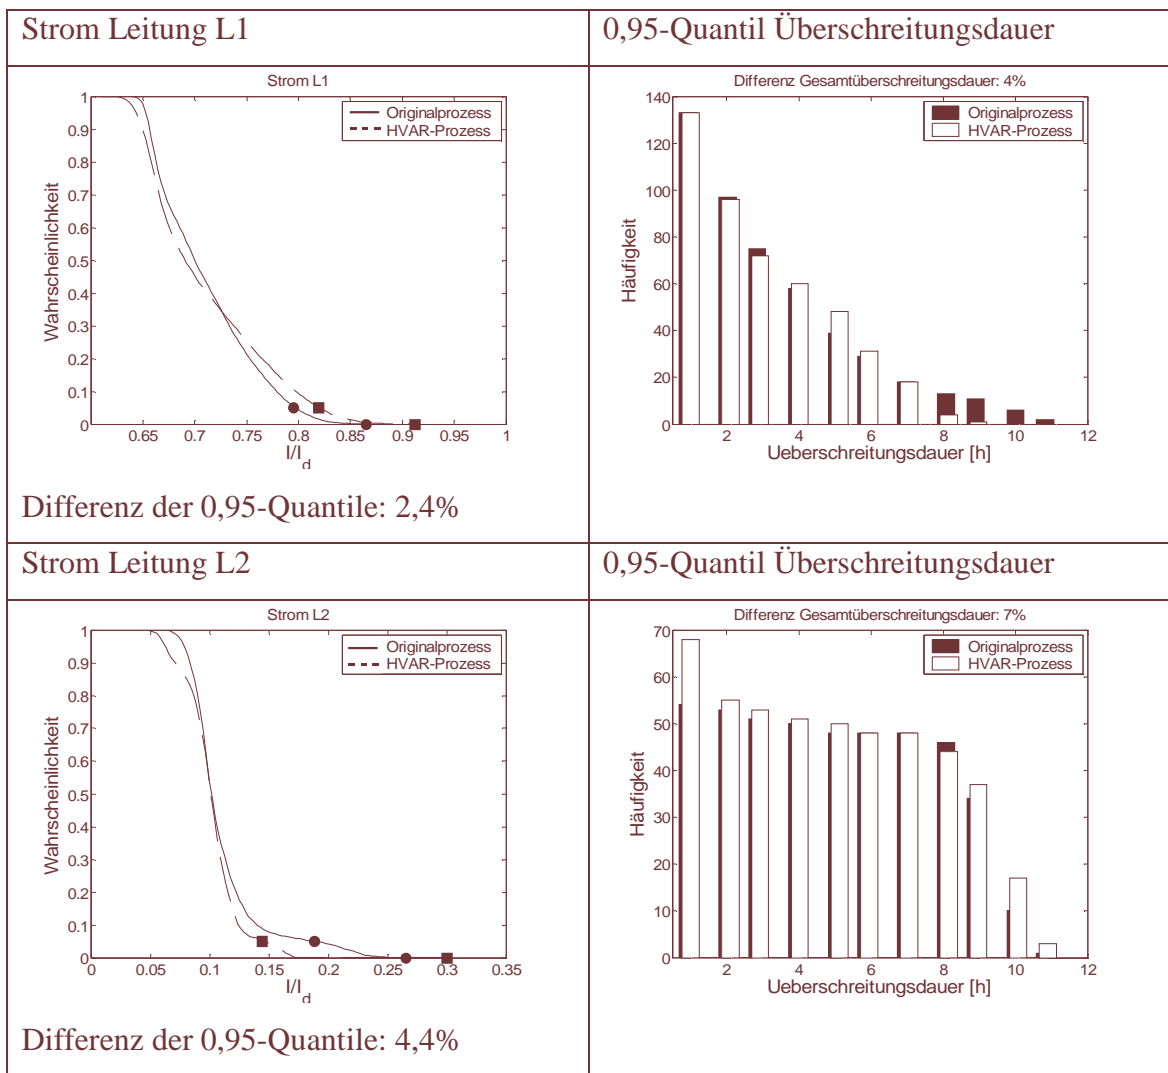 Strom Leitung L1
0,95-Quantil Überschreitungsdauer
Strom L1
1
0.9
0.8
0.7
0.6
0.5
0.4
0.3
0.2
0.1
0
Wahrscheinlichkeit
Originalprozess
HVAR-Prozess
0.65 0.7 0.75 0.8 0.85 0.9 0.95 1
I/I_d
Differenz der 0,95-Quantile: 2,4%
Differenz Gesamtüberschreitungsdauer: 4%
140
120
100
80
60
40
20
0
Häufigkeit
Originalprozess
HVAR-Prozess
2 4 6 8 10 12
Ueberschreitungsdauer [h]
Strom Leitung L2
0,95-Quantil Überschreitungsdauer
Strom L2
1
0.9
0.8
0.7
0.6
0.5
0.4
0.3
0.2
0.1
0
Wahrscheinlichkeit
Originalprozess
HVAR-Prozess
0 0.05 0.1 0.15 0.2 0.25 0.3 0.35
I/I_d
Differenz der 0,95-Quantile: 4,4%
Differenz Gesamtüberschreitungsdauer: 7%
70
60
50
40
30
20
10
0
Häufigkeit
Originalprozess
HVAR-Prozess
2 4 6 8 10 12
Ueberschreitungsdauer [h]